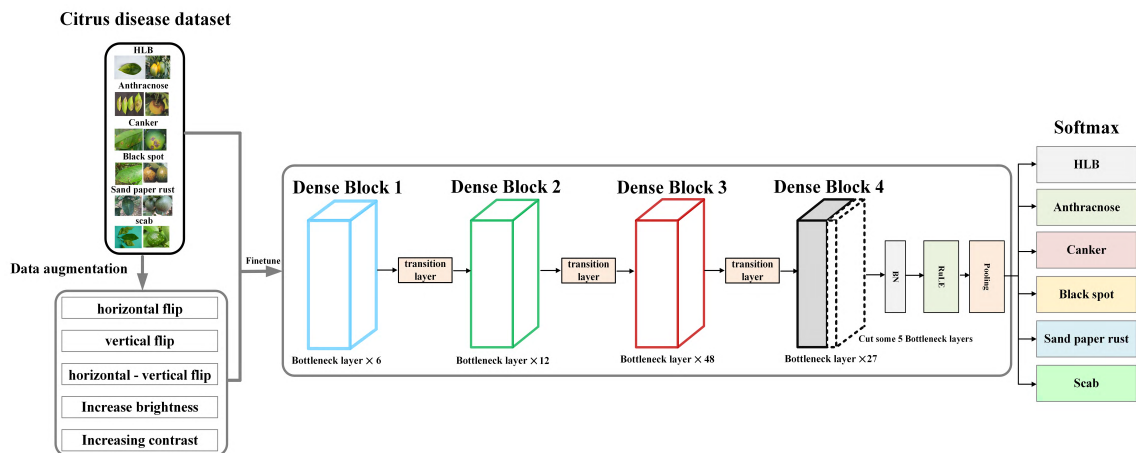 Citrus disease dataset
HLB
Anthracnose
Canker
Black spot
Sand paper rust
scab
Data augmentation
horizontal flip
vertical flip
horizontal - vertical flip
Increase brightness
Increasing contrast
Finetune
Dense Block 1
Dense Block 2
Dense Block 3
Dense Block 4
transition
layer
transition
layer
transition
layer
BN
RuLE
Pooling
Cut some 5 Bottleneck layers
Bottleneck layer × 6
Bottleneck layer ×12
Bottleneck layer × 48
Bottleneck layer ×27
Softmax
HLB
Anthracnose
Canker
Black spot
Sand paper rust
Scab